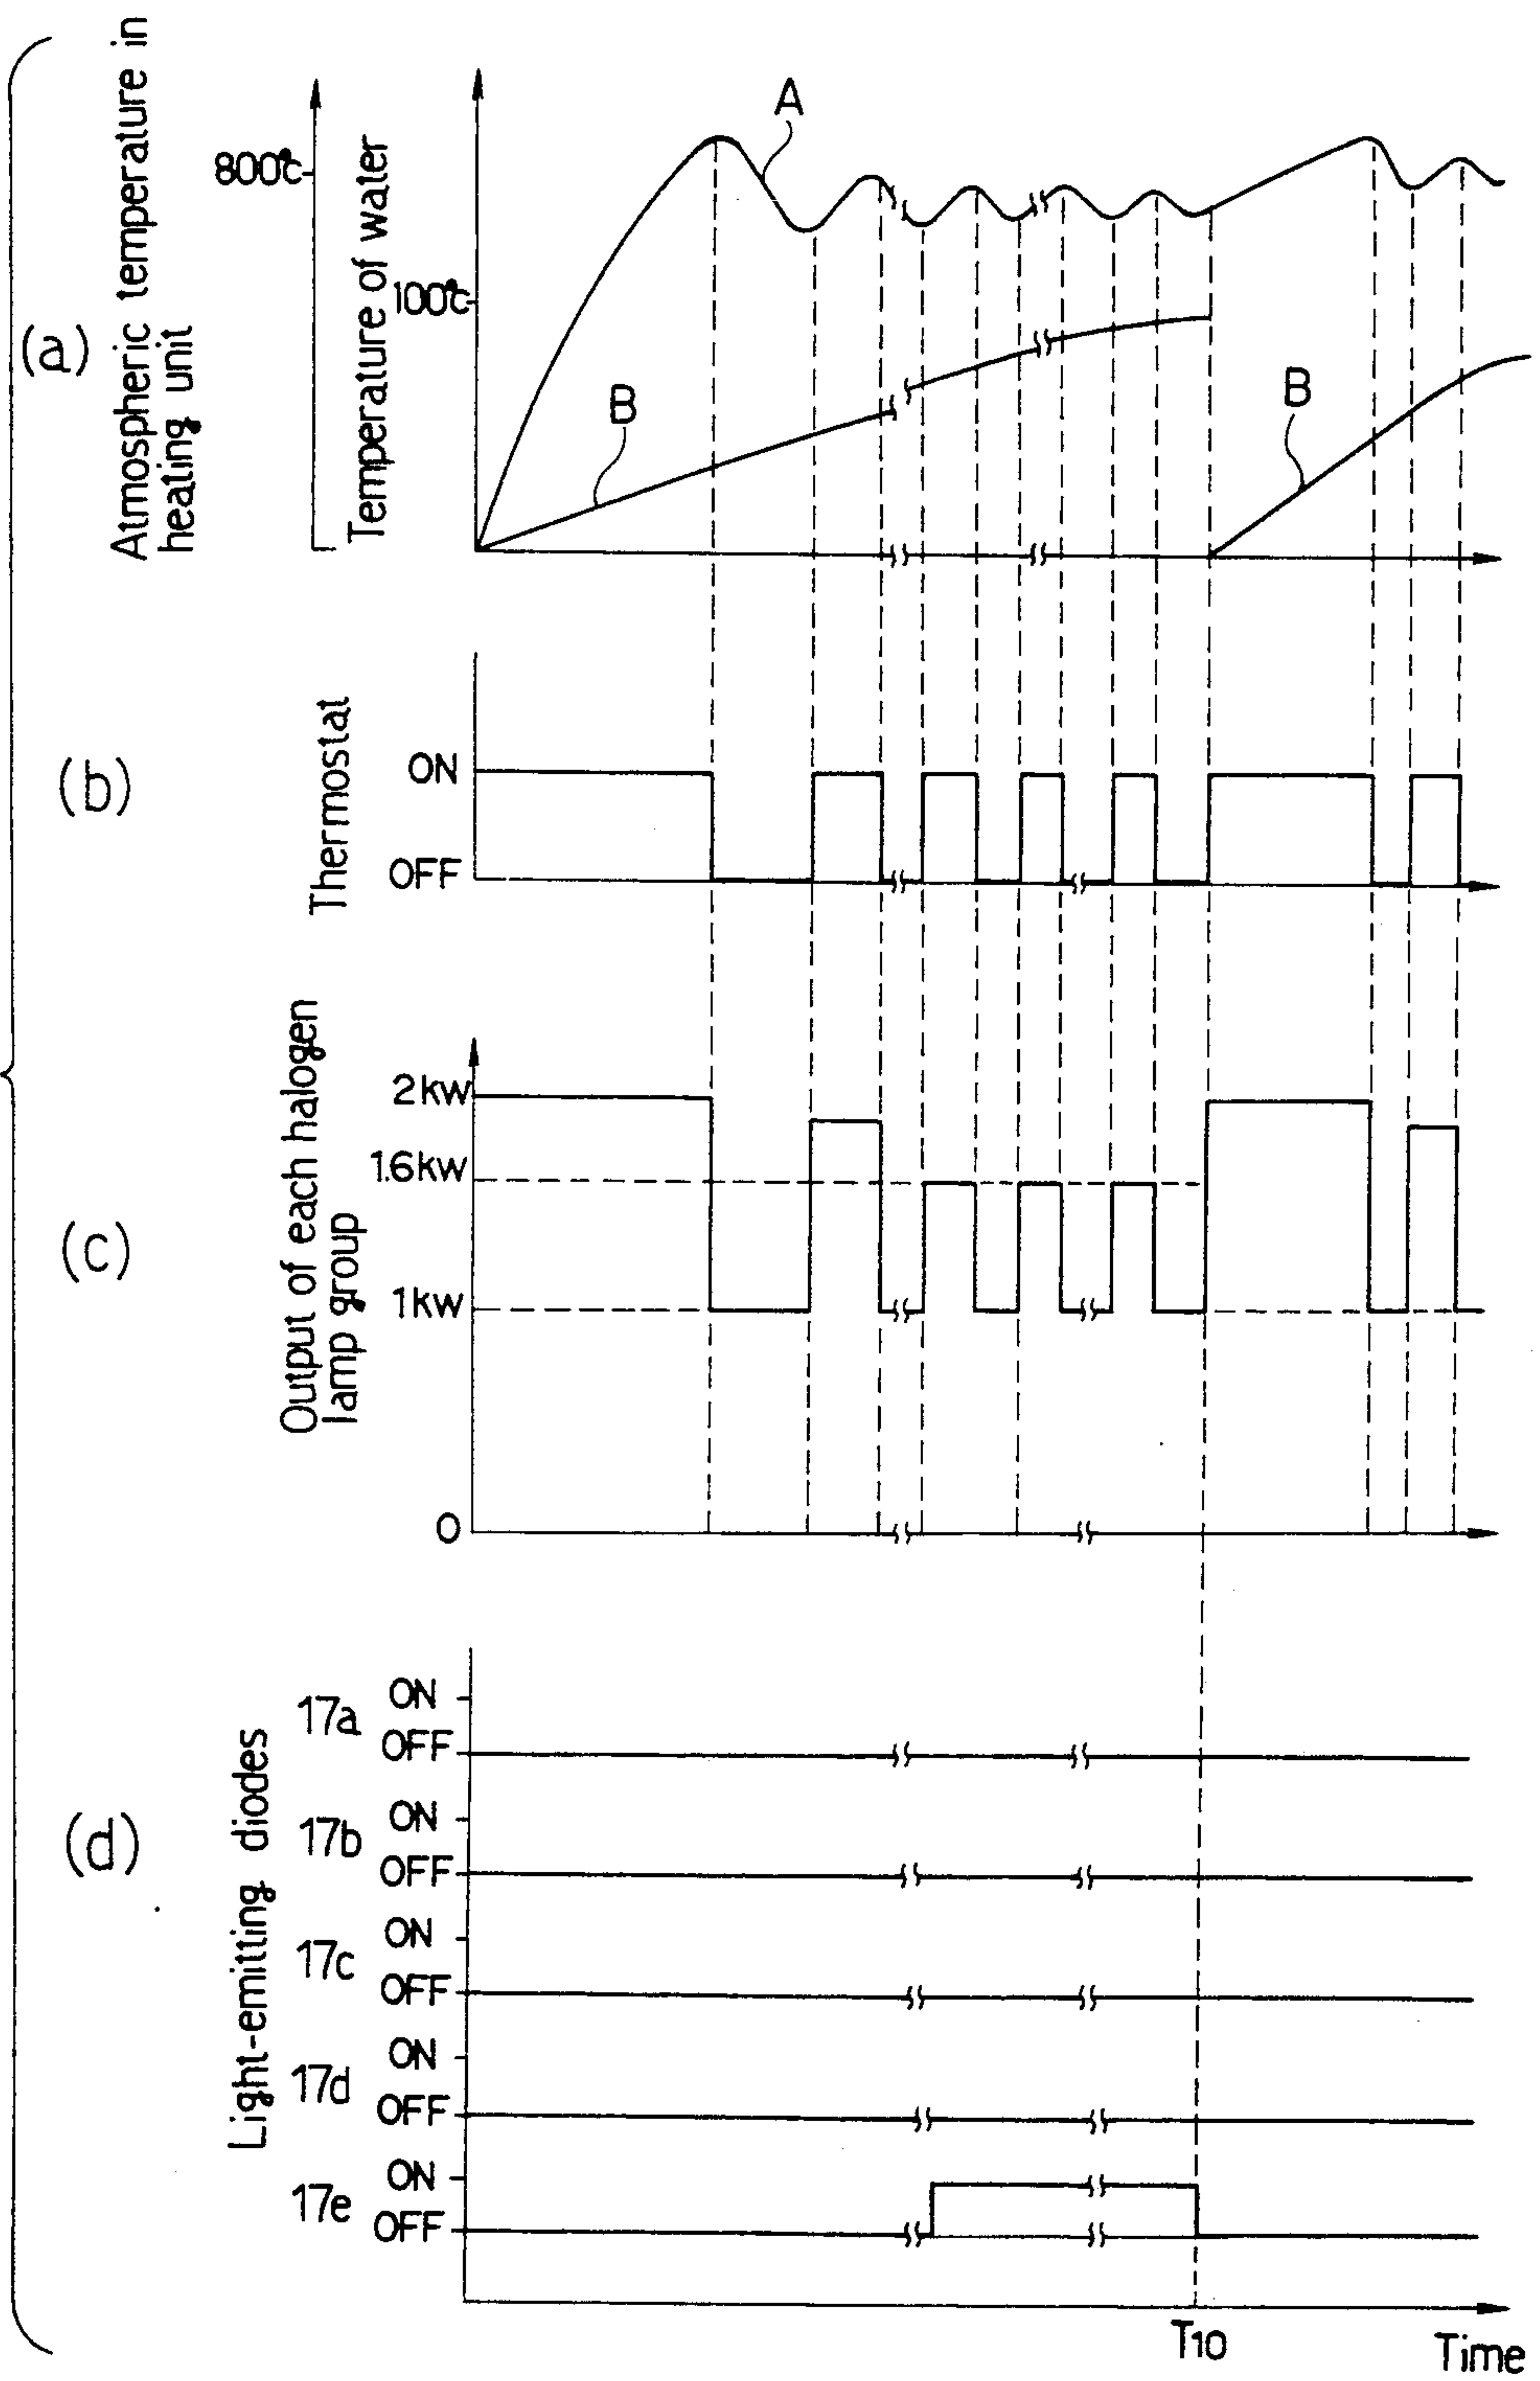 (a)
Atmospheric temperature in
heating unit
800°c
Temperature of water
100°c
A
B
B
(b)
Thermostat
ON
OFF
(c)
Output of each halogen
lamp group
2kw
1.6kw
1kw
0
(d)
Light-emitting diodes
17a
ON
OFF
17b
ON
OFF
17c
ON
OFF
17d
ON
OFF
17e
ON
OFF
T10
Time